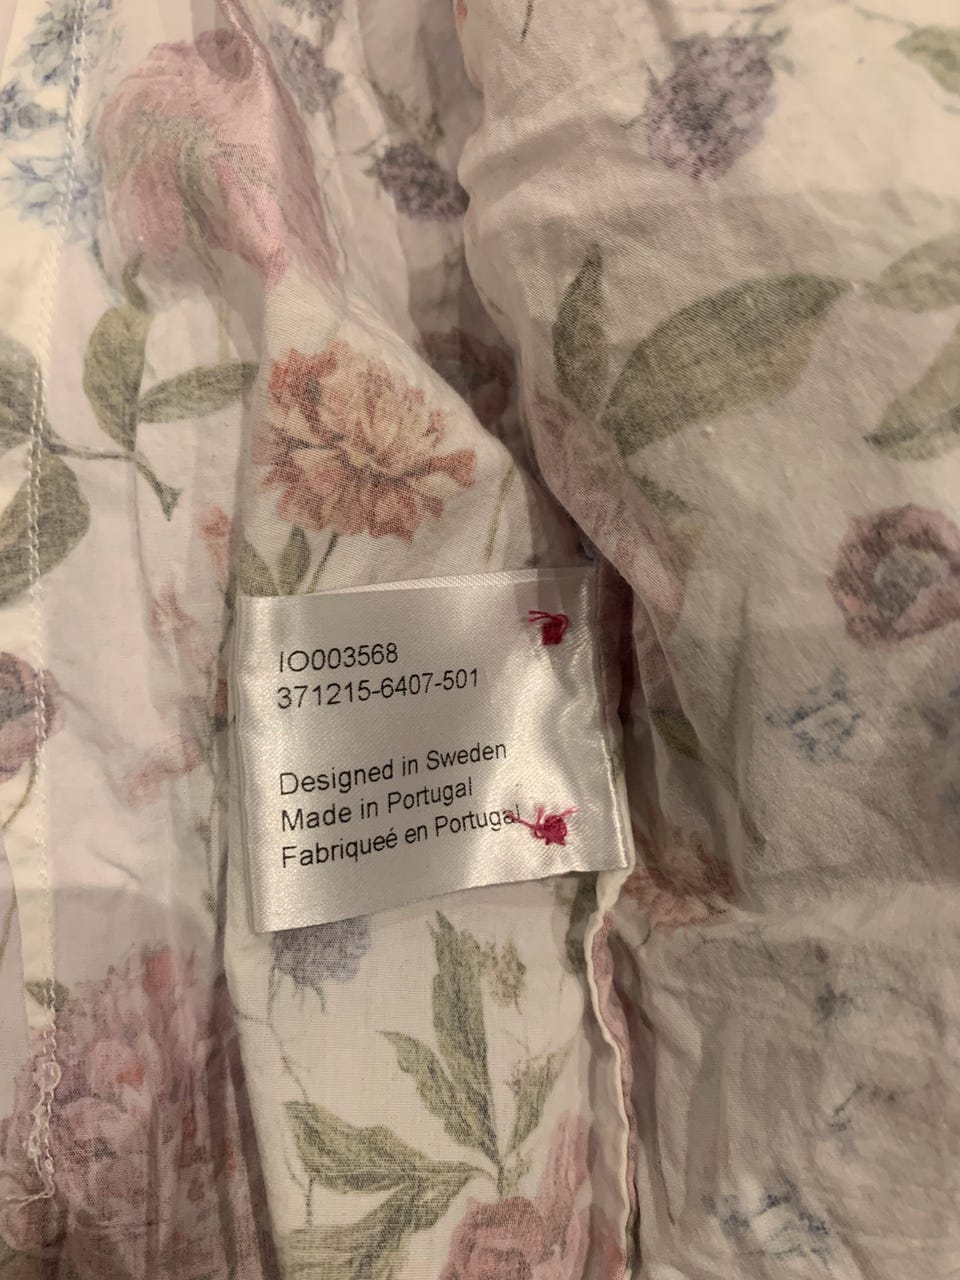 IO003568
371215-6407-501
Designed in Sweden
Made in Portugal
Fabriqueé en Portugal